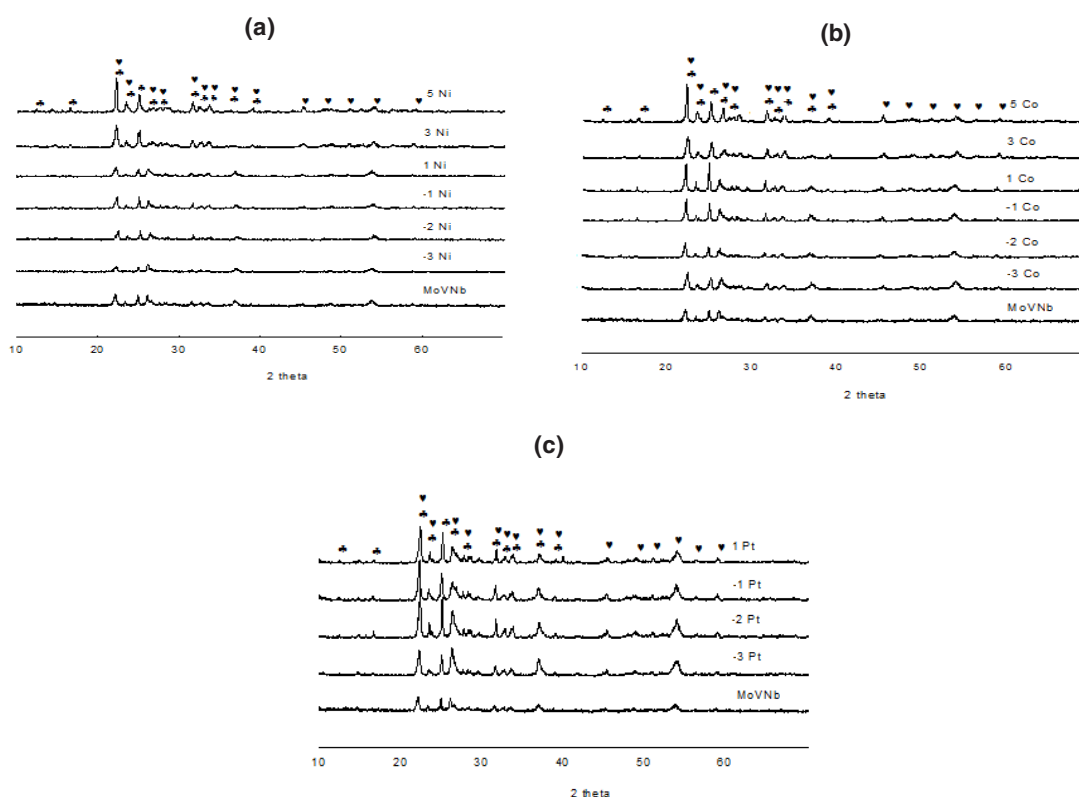 (a)
5 Ni
3 Ni
1 Ni
-1 Ni
-2 Ni
-3 Ni
MoVNb
10 20 30 40 50 60
2 theta
(b)
5 Co
3 Co
1 Co
-1 Co
-2 Co
-3 Co
MoVNb
10 20 30 40 50 60
2 theta
(c)
1 Pt
-1 Pt
-2 Pt
-3 Pt
MoVNb
10 20 30 40 50 60
2 theta